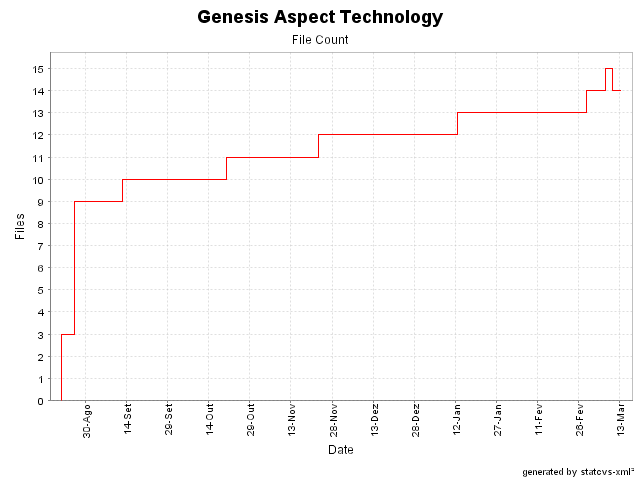 Genesis Aspect Technology
File Count
15
14
13
12
11
10
9
8
7
6
5
4
3
2
1
0
Files
30-Ago
14-Set
29-Set
14-Out
29-Out
13-Nov
28-Nov
13-Dez
28-Dez
12-Jan
27-Jan
11-Fev
26-Fev
13-Mar
Date
generated by statcvs-xml²